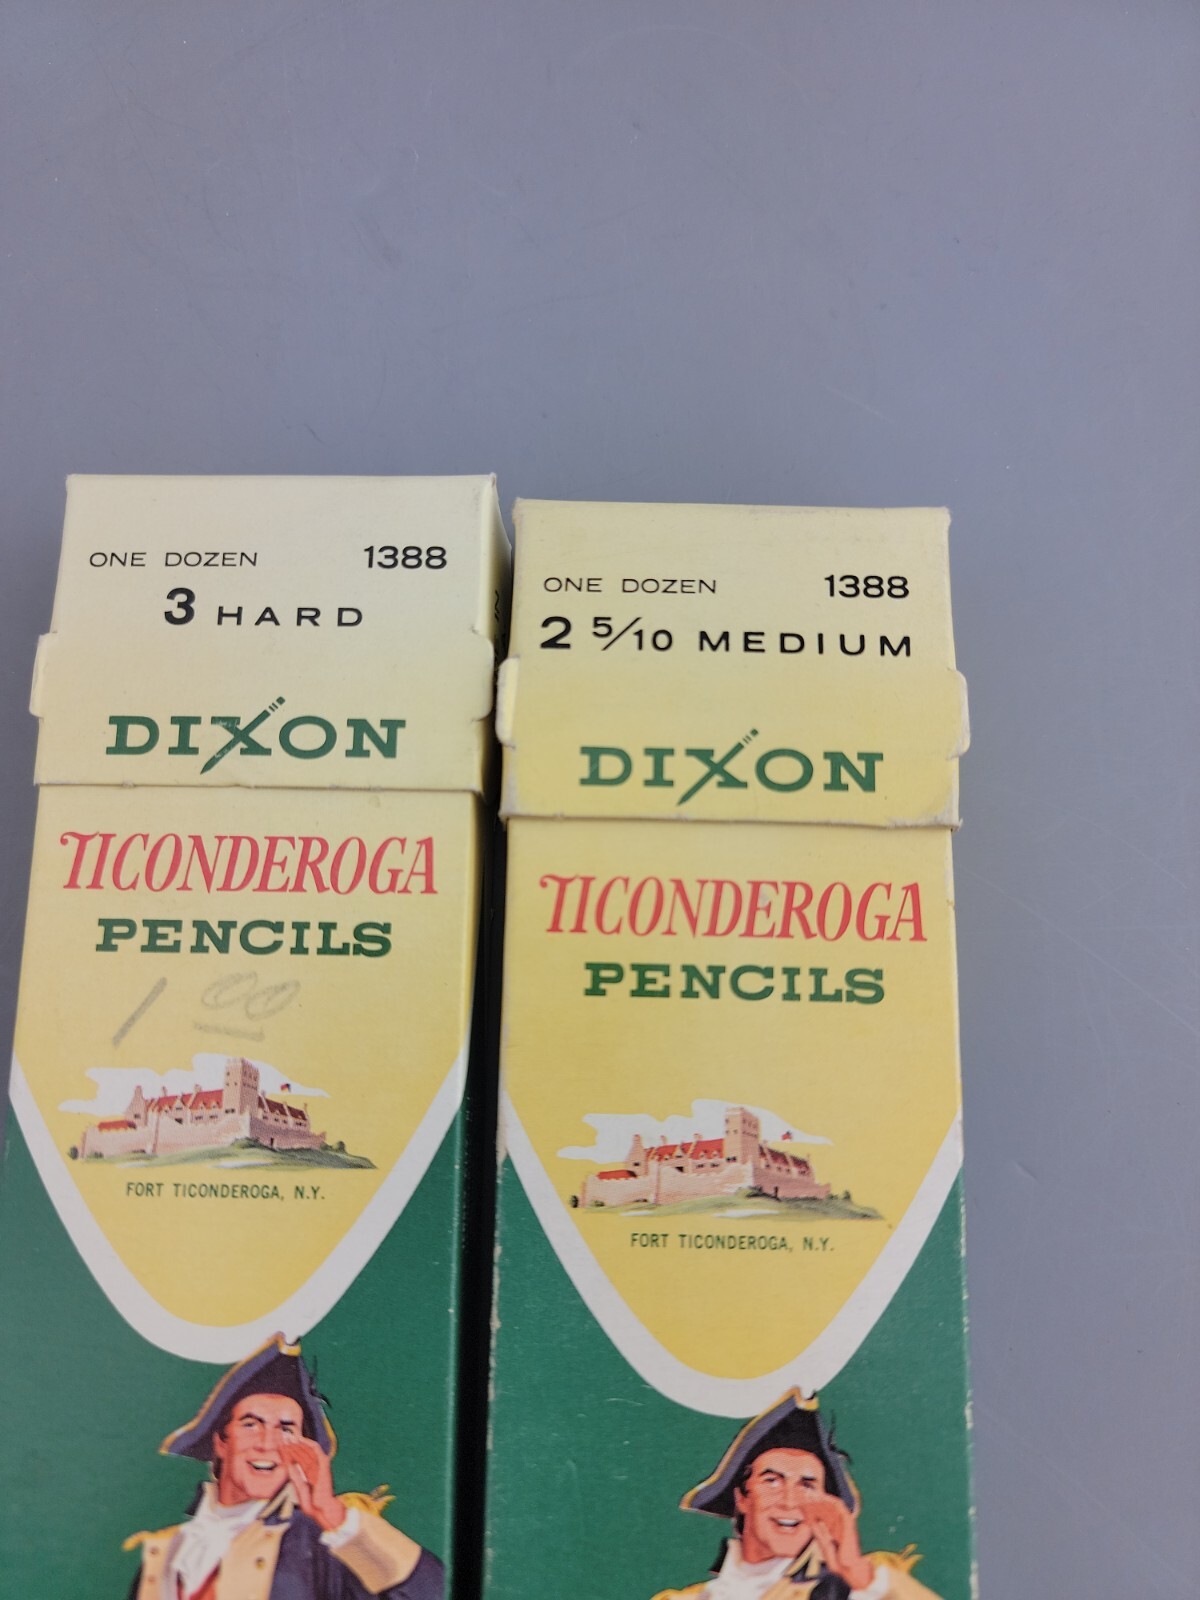 ONE DOZEN 1388
3 HARD
DIXON
TICONDEROGA
PENCILS
1 00
FORT TICONDEROGA, N.Y.
ONE DOZEN 1388
2 5/10 MEDIUM
DIXON
TICONDEROGA
PENCILS
FORT TICONDEROGA, N.Y.